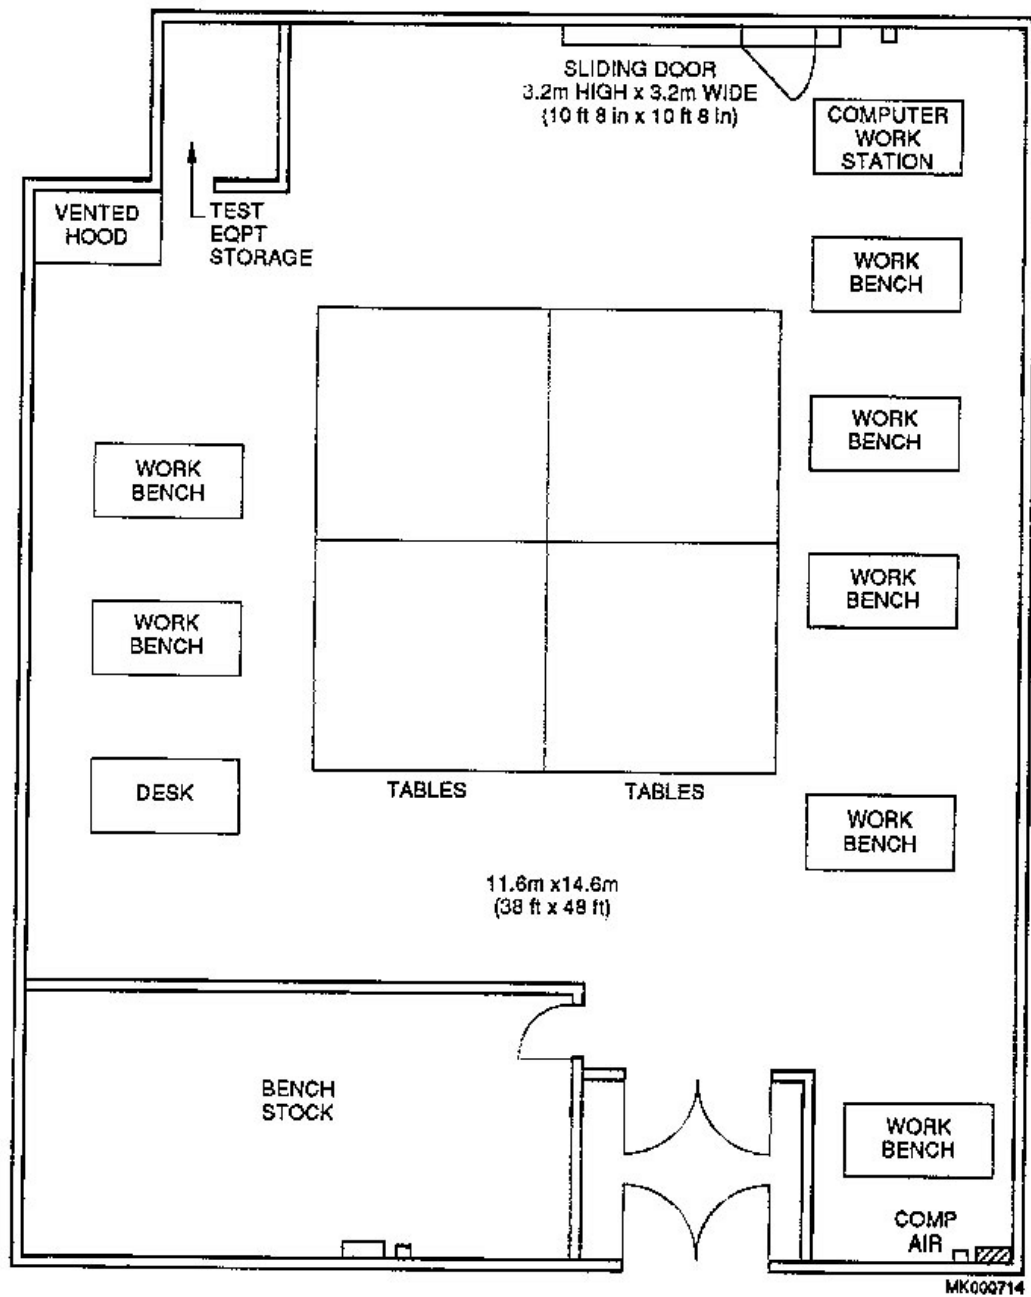 SLIDING DOOR
3.2m HIGH x 3.2m WIDE
(10 ft 8 in x 10 ft 8 in)
COMPUTER
WORK
STATION
VENTED
HOOD
TEST
EQPT
STORAGE
WORK
BENCH
WORK
BENCH
WORK
BENCH
WORK
BENCH
WORK
BENCH
DESK
TABLES
TABLES
WORK
BENCH
11.6m x14.6m
(38 ft x 48 ft)
BENCH
STOCK
WORK
BENCH
COMP
AIR
MK000714